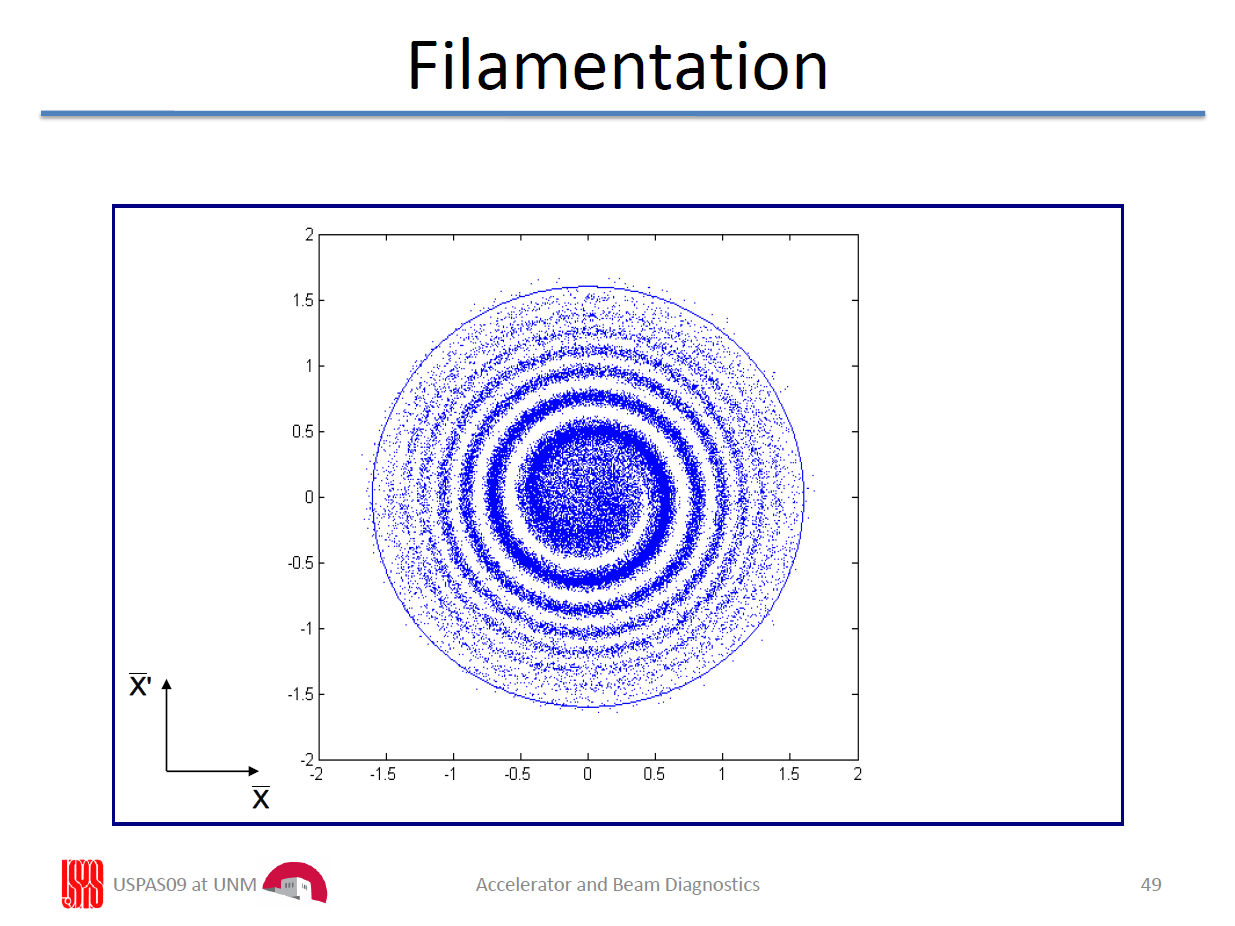 Filamentation
2
1.5
1
0.5
0
-0.5
-1
-1.5
-2
-2 -1.5 -1 -0.5 0 0.5 1 1.5 2
X̅'
X̅
USPAS09 at UNM Accelerator and Beam Diagnostics 49